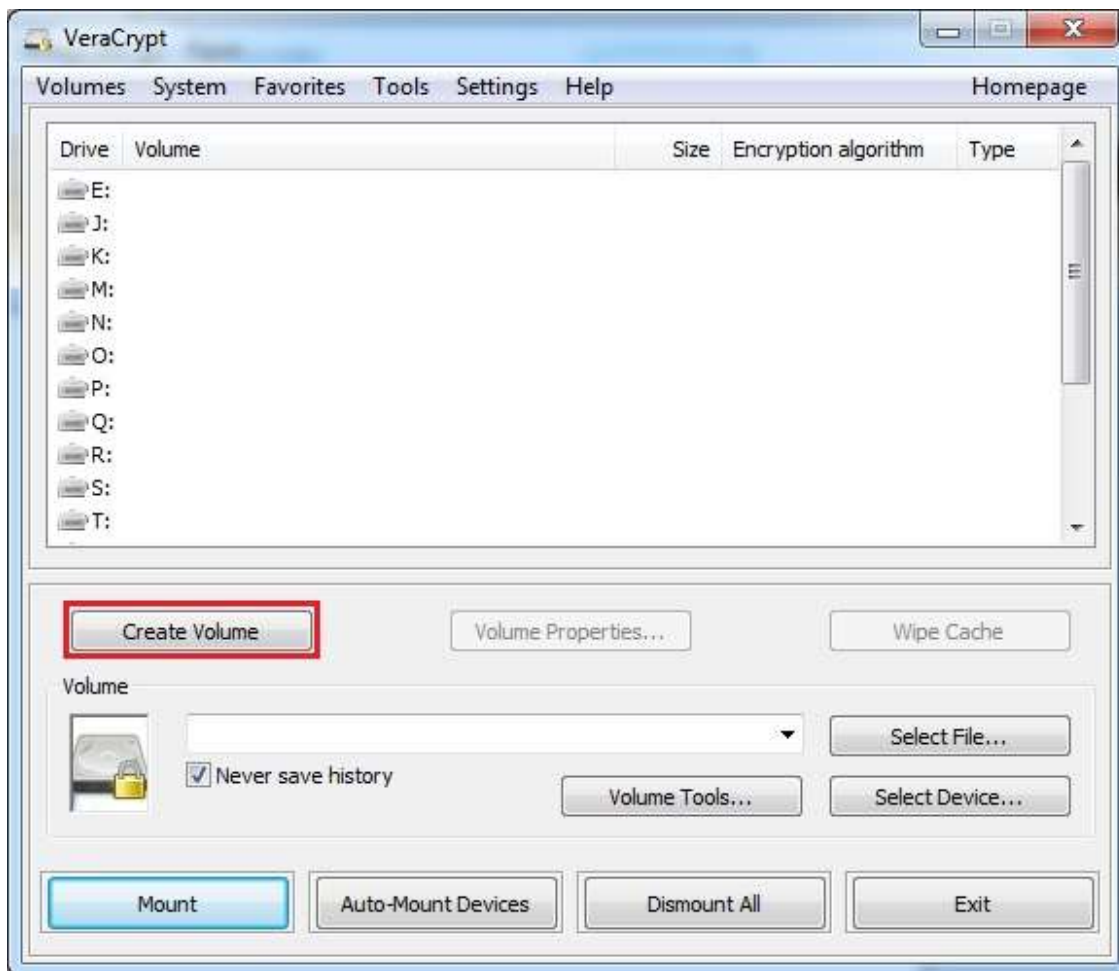 VeraCrypt
Volumes System Favorites Tools Settings Help Homepage
Drive Volume Size Encryption algorithm Type
E:
J:
K:
M:
N:
O:
P:
Q:
R:
S:
T:
Create Volume Volume Properties... Wipe Cache
Volume
Select File...
Never save history
Volume Tools... Select Device...
Mount Auto-Mount Devices Dismount All Exit